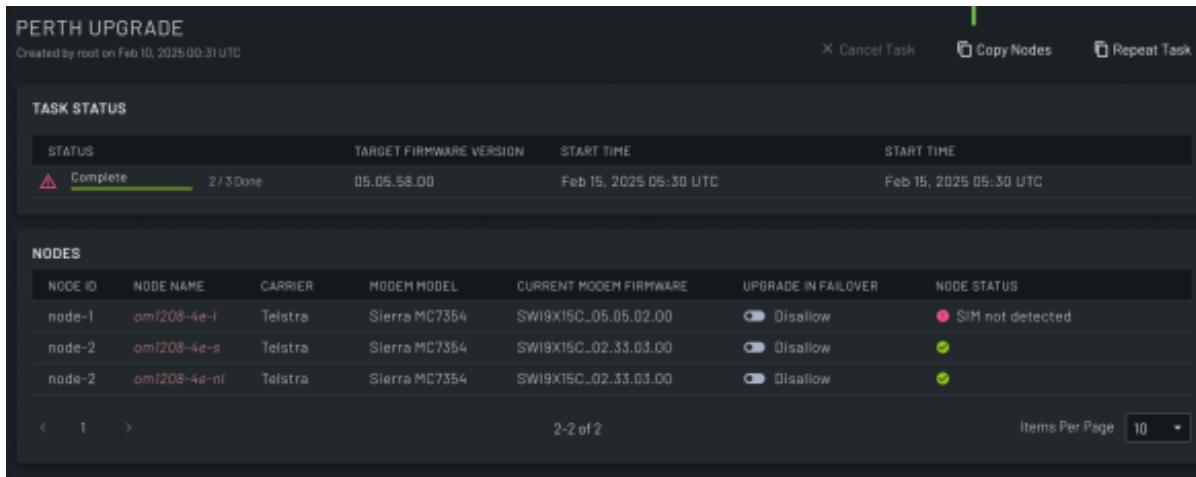 PERTH UPGRADE
Created by root on Feb 10, 2025 00:31 UTC
Cancel Task Copy Nodes Repeat Task
TASK STATUS
STATUS TARGET FIRMWARE VERSION START TIME START TIME
Complete 2 / 3 Done 05.05.58.00 Feb 15, 2025 05:30 UTC Feb 15, 2025 05:30 UTC
NODES
NODE ID NODE NAME CARRIER MODEM MODEL CURRENT MODEM FIRMWARE UPGRADE IN FAILOVER NODE STATUS
node-1 om1208-4e-l Telstra Sierra MC7354 SWI9X15C_05.05.02.00 Disallow SIM not detected
node-2 om1208-4e-s Telstra Sierra MC7354 SWI9X15C_02.33.03.00 Disallow
node-2 om1208-4e-nl Telstra Sierra MC7354 SWI9X15C_02.33.03.00 Disallow
< 1 > 2-2 of 2 Items Per Page 10